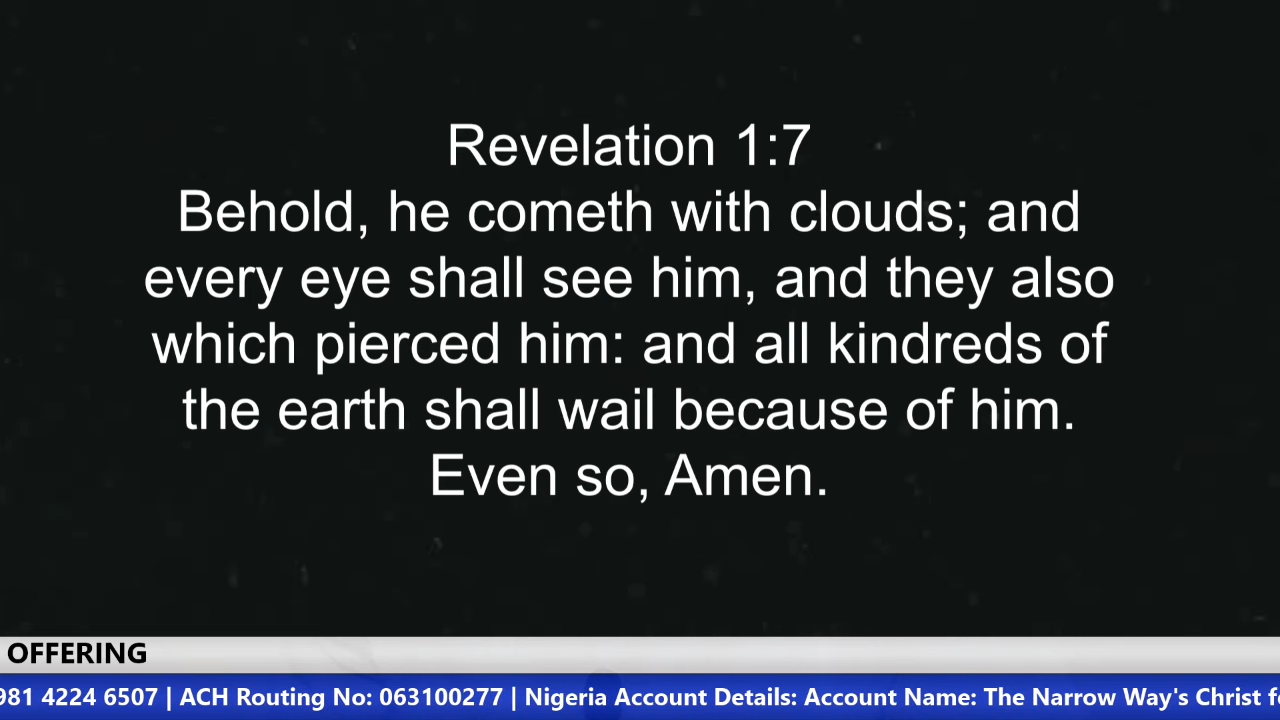 Revelation 1:7
Behold, he cometh with clouds; and
every eye shall see him, and they also
which pierced him: and all kindreds of
the earth shall wail because of him.
Even so, Amen.
OFFERING
981 4224 6507 | ACH Routing No: 063100277 | Nigeria Account Details: Account Name: The Narrow Way's Christ f